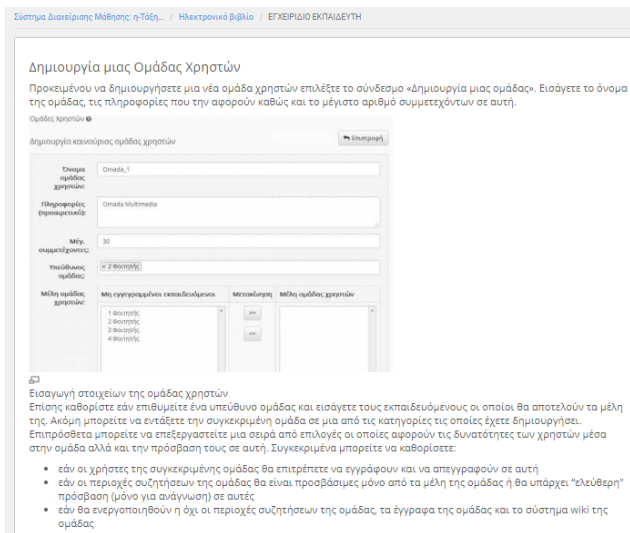 Σύστημα Διαχείρισης Μάθησης: η-Τάξη... / Ηλεκτρονικό βιβλίο / ΕΓΧΕΙΡΙΔΙΟ ΕΚΠΑΙΔΕΥΤΗ
Δημιουργία μιας Ομάδας Χρηστών
Προκειμένου να δημιουργήσετε μια νέα ομάδα χρηστών επιλέξτε το σύνδεσμο «Δημιουργία μιας ομάδας». Εισάγετε το όνομα
της ομάδας, τις πληροφορίες που την αφορούν καθώς και το μέγιστο αριθμό συμμετεχόντων σε αυτή.
Ομάδες Χρηστών
Δημιουργία καινούριας ομάδας χρηστών Επιστροφή
Όνομα ομάδας χρηστών: Omada_1
Πληροφορίες (προαιρετικό): Omada Multimedia
Μέγ. συμμετέχοντες: 30
Υπεύθυνος ομάδας: × 2 Φοιτητής
Μέλη ομάδας χρηστών: Μη εγγεγραμμένοι εκπαιδευόμενοι Μετακίνηση Μέλη ομάδας χρηστών
1 Φοιτητής >>
2 Φοιτητής
3 Φοιτητής <<
4 Φοιτητής
Εισαγωγή στοιχείων της ομάδας χρηστών
Επίσης καθορίστε εάν επιθυμείτε ένα υπεύθυνο ομάδας και εισάγετε τους εκπαιδευόμενους οι οποίοι θα αποτελούν τα μέλη
της. Ακόμη μπορείτε να εντάξετε την συγκεκριμένη ομάδα σε μια από τις κατηγορίες τις οποίες έχετε δημιουργήσει.
Επιπρόσθετα μπορείτε να επεξεργαστείτε μια σειρά από επιλογές οι οποίες αφορούν τις δυνατότητες των χρηστών μέσα
στην ομάδα αλλά και την πρόσβαση τους σε αυτή. Συγκεκριμένα μπορείτε να καθορίσετε:
• εάν οι χρήστες της συγκεκριμένης ομάδας θα επιτρέπετε να εγγράφουν και να απεγγραφούν σε αυτή
• εάν οι περιοχές συζητήσεων της ομάδας θα είναι προσβάσιμες μόνο από τα μέλη της ομάδας ή θα υπάρχει “ελεύθερη”
πρόσβαση (μόνο για ανάγνωση) σε αυτές
• εάν θα ενεργοποιηθούν η όχι οι περιοχές συζητήσεων της ομάδας, τα έγγραφα της ομάδας και το σύστημα wiki της
ομάδας